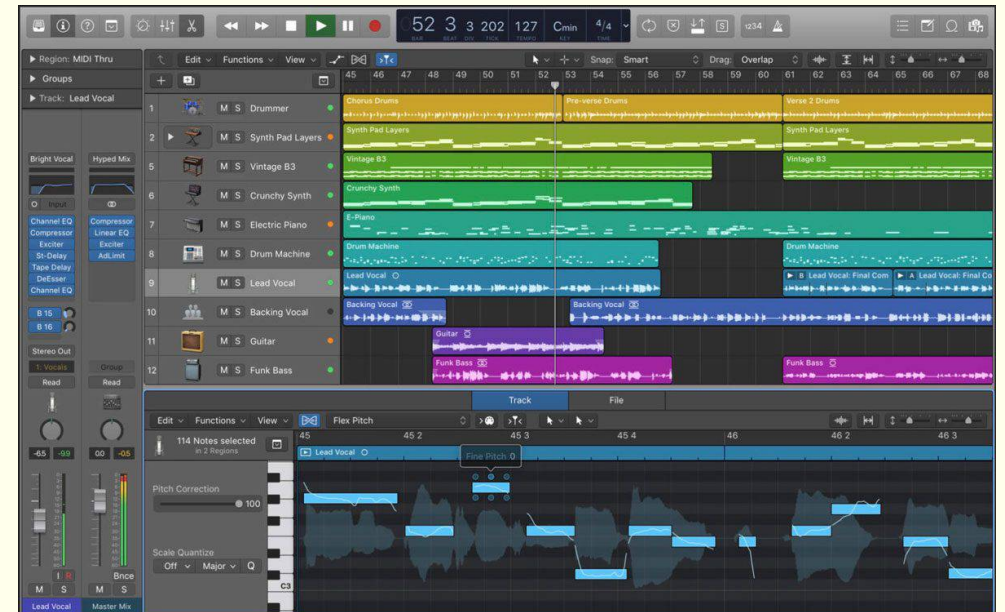 1234
52 3 3 202 127 Cmin 4/4
BAR BEAT DIV TICK TEMPO KEY TIME
Region: MIDI Thru
Groups
Track: Lead Vocal
Edit Functions View Snap: Smart Drag: Overlap
45 46 47 48 49 50 51 52 53 54 55 56 57 58 59 60 61 62 63 64 65 66 67 68
1 M S Drummer
Chorus Drums Pre-verse Drums Verse 2 Drums
2 M S Synth Pad Layers
Synth Pad Layers Synth Pad Layers
5 M S Vintage B3
Vintage B3 Vintage B3
6 M S Crunchy Synth
Crunchy Synth
7 M S Electric Piano
E-Piano
8 M S Drum Machine
Drum Machine Drum Machine
9 M S Lead Vocal
Lead Vocal B Lead Vocal: Final Com A Lead Vocal: Final Co
10 M S Backing Vocal
Backing Vocal Backing Vocal
11 M S Guitar
Guitar
12 M S Funk Bass
Funk Bass Funk Bass
Bright Vocal Hyped Mix
Input
Channel EQ Compressor
Compressor Linear EQ
Exciter Exciter
St-Delay AdLimit
Tape Delay
DeEsser
Channel EQ
B 15
B 16
Stereo Out
1: Vocals Group
Read Read
-6.5 -9.9 0.0 -0.5
I R Bnce
M S M S
Lead Vocal Master Mix
Track File
Edit Functions View Flex Pitch
114 Notes selected
in 2 Regions
45 45 2 45 3 45 4 46 46 2 46 3
Lead Vocal
Fine Pitch 0
Pitch Correction
100
Scale Quantize
Off Major Q
C3